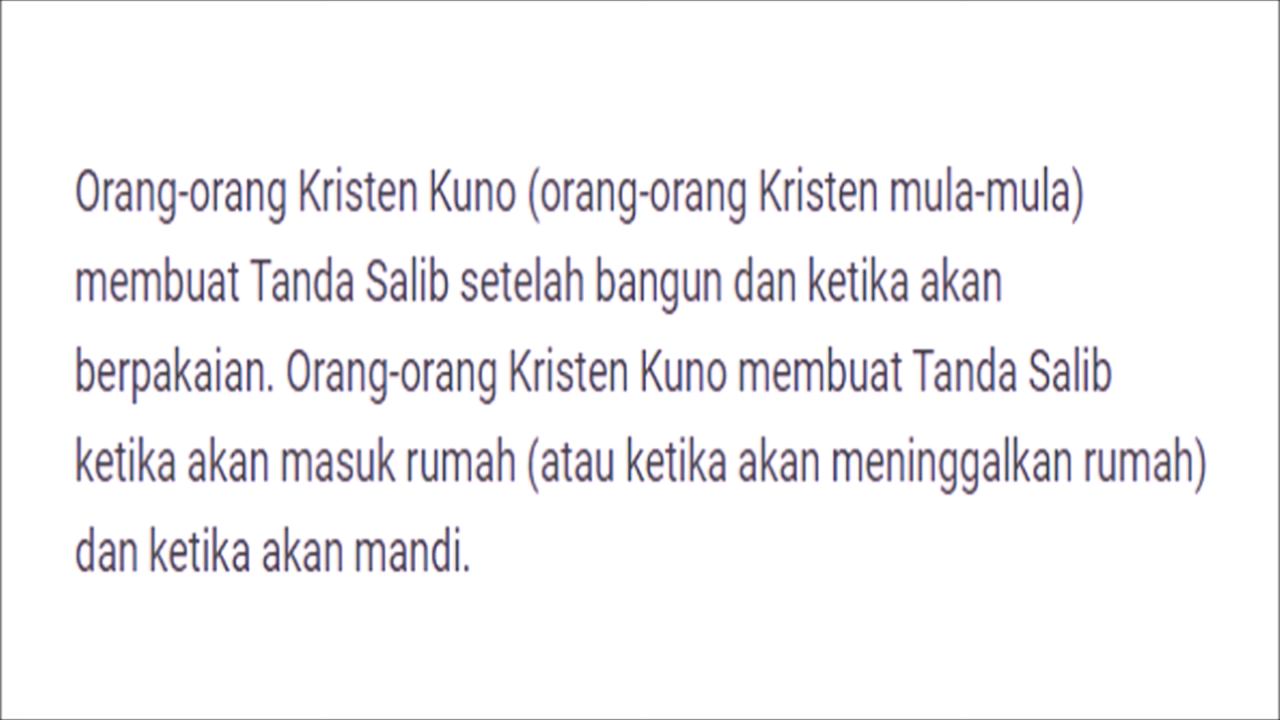 Orang-orang Kristen Kuno (orang-orang Kristen mula-mula)
membuat Tanda Salib setelah bangun dan ketika akan
berpakaian. Orang-orang Kristen Kuno membuat Tanda Salib
ketika akan masuk rumah (atau ketika akan meninggalkan rumah)
dan ketika akan mandi.